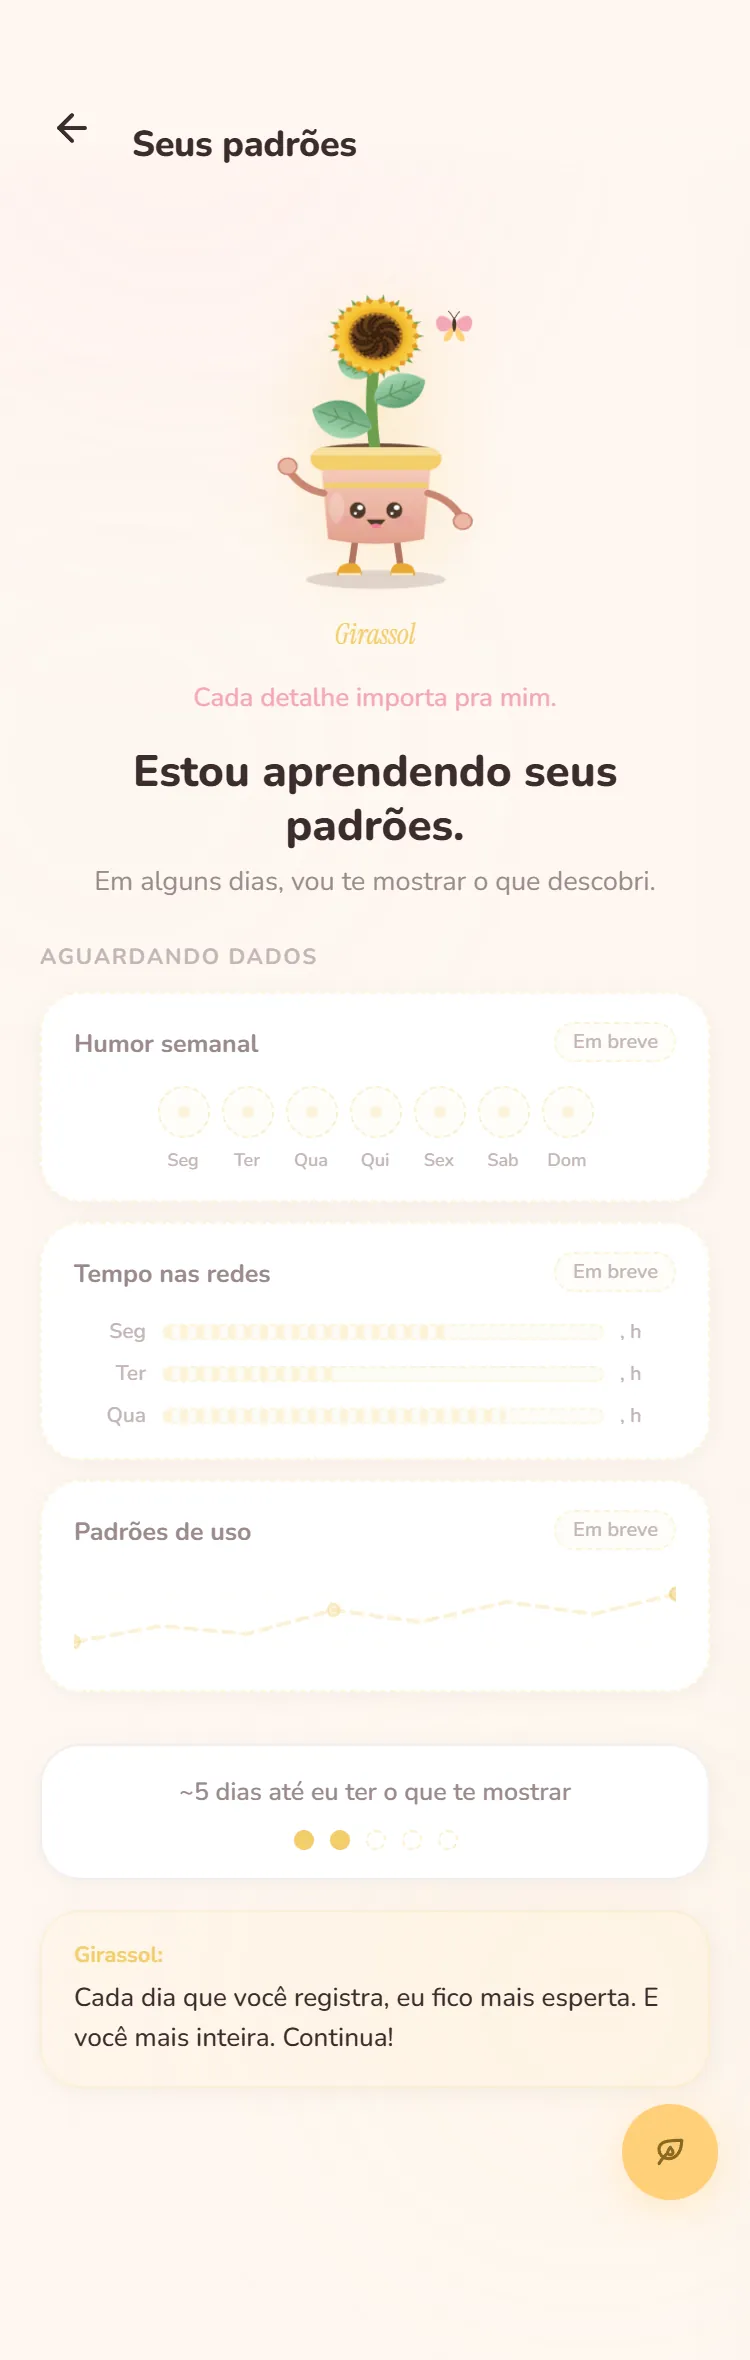 Seus padrões
Girassol
Cada detalhe importa pra mim.
Estou aprendendo seus
padrões.
Em alguns dias, vou te mostrar o que descobri.
AGUARDANDO DADOS
Humor semanal
Em breve
Seg Ter Qua Qui Sex Sab Dom
Tempo nas redes
Em breve
Seg , h
Ter , h
Qua , h
Padrões de uso
Em breve
~5 dias até eu ter o que te mostrar
Girassol:
Cada dia que você registra, eu fico mais esperta. E
você mais inteira. Continua!